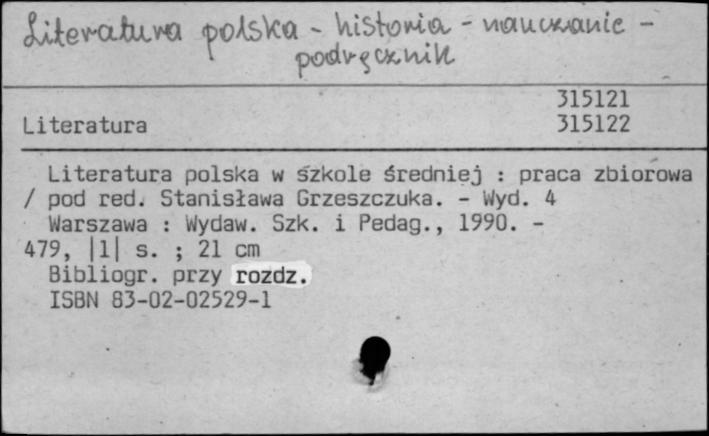 Literatura polska - historia - nauczanie -
podręcznik
315121
Literatura 315122
Literatura polska w szkole średniej : praca zbiorowa
/ pod red. Stanisława Grzeszczuka. - Wyd. 4
Warszawa : Wydaw. Szk. i Pedag., 1990. -
479, |1| s. ; 21 cm
Bibliogr. przy rozdz.
ISBN 83-02-02529-1